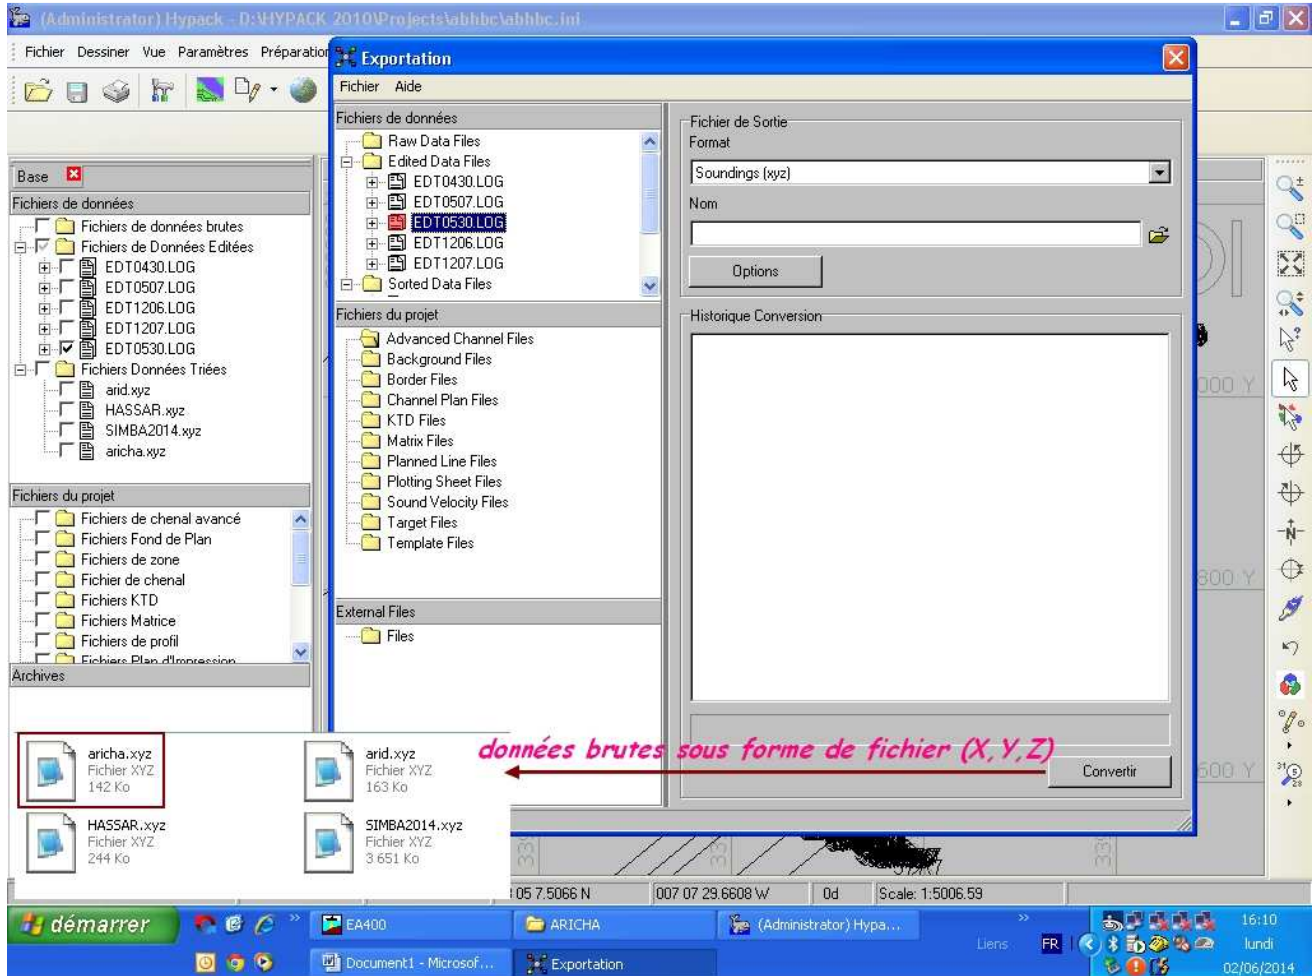 (Administrator) Hypack - D:\HYPACK 2010\Projects\abhbc\abhbc.ini
Fichier Dessiner Vue Paramètres Préparation
Base
Fichiers de données
Fichiers de données brutes
Fichiers de Données Editées
EDT0430.LOG
EDT0507.LOG
EDT1206.LOG
EDT1207.LOG
EDT0530.LOG
Fichiers Données Triées
arid.xyz
HASSAR.xyz
SIMBA2014.xyz
aricha.xyz
Fichiers du projet
Fichiers de chenal avancé
Fichiers Fond de Plan
Fichiers de zone
Fichier de chenal
Fichiers KTD
Fichiers Matrice
Fichiers de profil
Fichiers Plan d'Impression
Archives
Exportation
Fichier Aide
Fichiers de données
Raw Data Files
Edited Data Files
EDT0430.LOG
EDT0507.LOG
EDT0530.LOG
EDT1206.LOG
EDT1207.LOG
Sorted Data Files
Fichiers du projet
Advanced Channel Files
Background Files
Border Files
Channel Plan Files
KTD Files
Matrix Files
Planned Line Files
Plotting Sheet Files
Sound Velocity Files
Target Files
Template Files
External Files
Files
Fichier de Sortie
Format
Soundings (xyz)
Nom
Options
Historique Conversion
Convertir
000 Y
800 Y
600 Y
N
données brutes sous forme de fichier (X,Y,Z)
aricha.xyz
Fichier XYZ
142 Ko
arid.xyz
Fichier XYZ
163 Ko
HASSAR.xyz
Fichier XYZ
244 Ko
SIMBA2014.xyz
Fichier XYZ
3 651 Ko
05 7.5066 N
007 07 29.6608 W
0d
Scale: 1:5006.59
démarrer
EA400
ARICHA
(Administrator) Hypa...
Liens
FR
16:10
Document1 - Microsof...
Exportation
lundi
02/06/2014